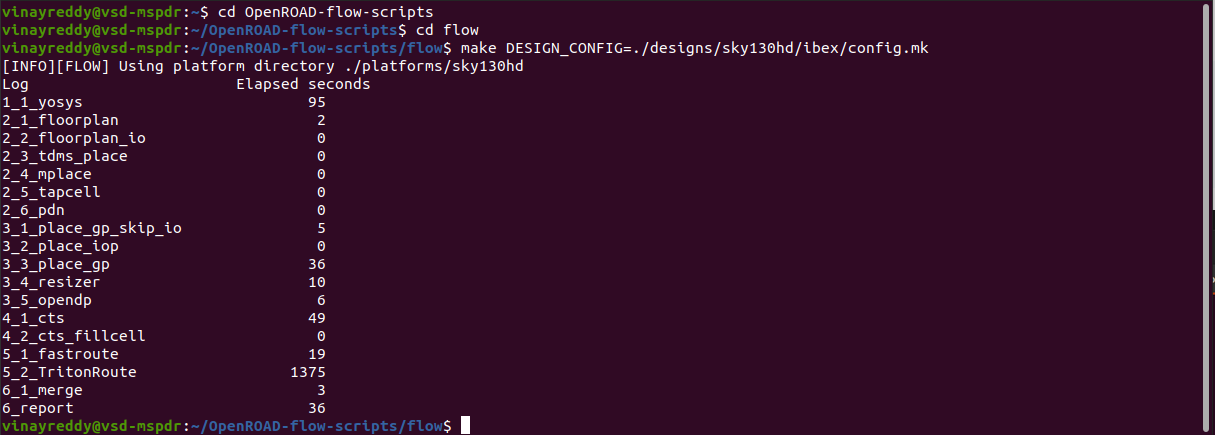 vinayreddy@vsd-mspdr:~$ cd OpenROAD-flow-scripts
vinayreddy@vsd-mspdr:~/OpenROAD-flow-scripts$ cd flow
vinayreddy@vsd-mspdr:~/OpenROAD-flow-scripts/flow$ make DESIGN_CONFIG=./designs/sky130hd/ibex/config.mk
[INFO][FLOW] Using platform directory ./platforms/sky130hd
Log                       Elapsed seconds
1_1_yosys                         95
2_1_floorplan                      2
2_2_floorplan_io                   0
2_3_tdms_place                     0
2_4_mplace                         0
2_5_tapcell                        0
2_6_pdn                            0
3_1_place_gp_skip_io               5
3_2_place_iop                      0
3_3_place_gp                      36
3_4_resizer                       10
3_5_opendp                         6
4_1_cts                           49
4_2_cts_fillcell                   0
5_1_fastroute                     19
5_2_TritonRoute                 1375
6_1_merge                          3
6_report                          36
vinayreddy@vsd-mspdr:~/OpenROAD-flow-scripts/flow$